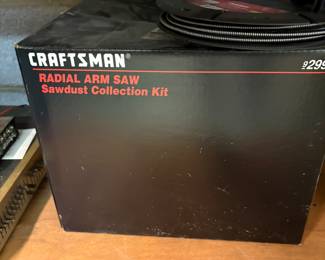 CRAFTSMAN®
RADIAL ARM SAW
Sawdust Collection Kit